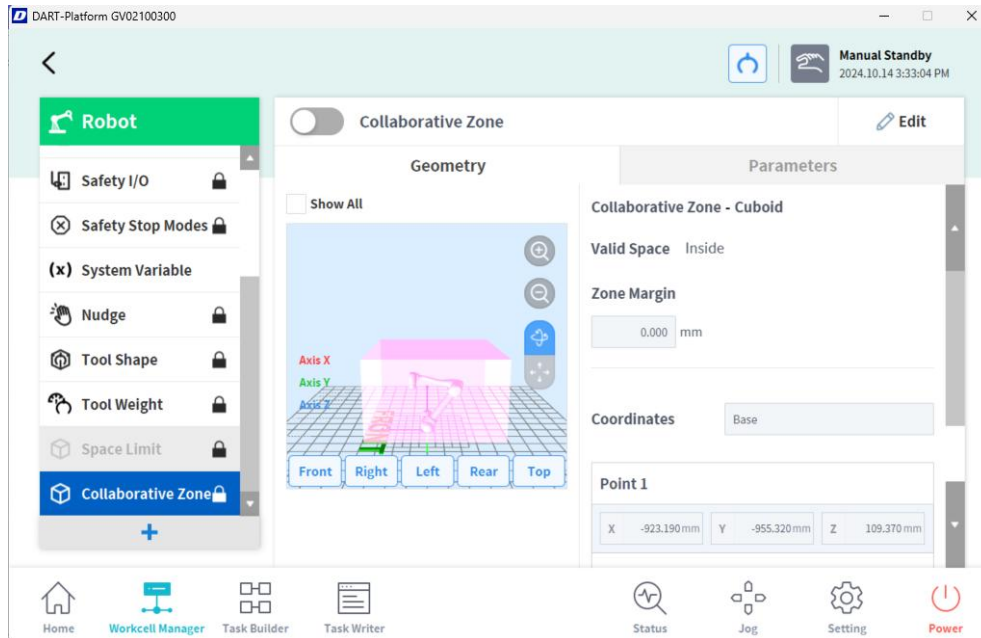 DART-Platform GV02100300
Manual Standby
2024.10.14 3:33:04 PM
Robot
Safety I/O
Safety Stop Modes
(x) System Variable
Nudge
Tool Shape
Tool Weight
Space Limit
Collaborative Zone
+
Collaborative Zone
Edit
Geometry
Parameters
Show All
Axis X
Axis Y
Axis Z
FRONT
Front Right Left Rear Top
Collaborative Zone - Cuboid
Valid Space Inside
Zone Margin
0.000 mm
Coordinates Base
Point 1
X -923.190 mm Y -955.320 mm Z 109.370 mm
Home Workcell Manager Task Builder Task Writer Status Jog Setting Power